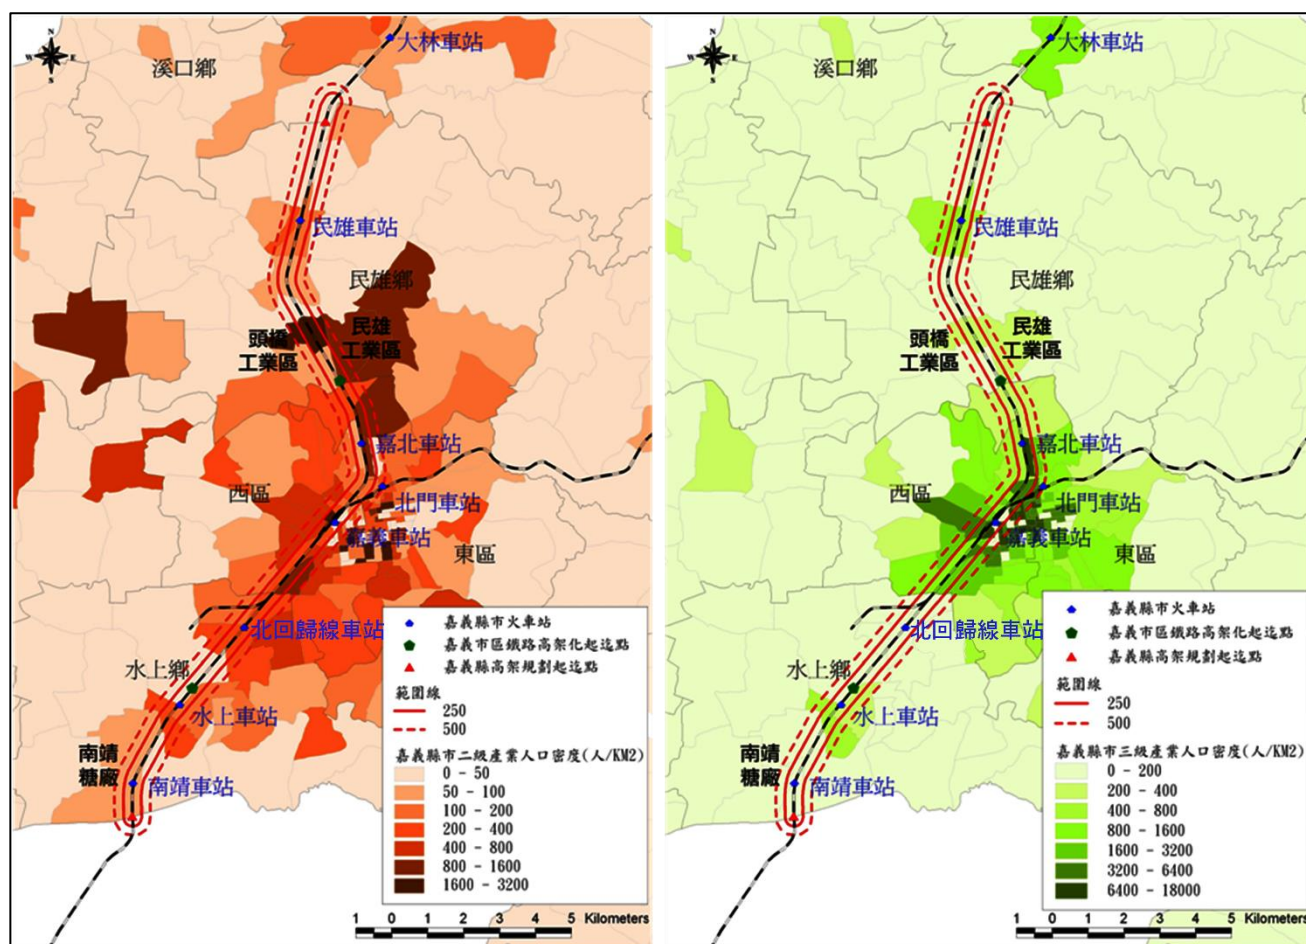 N
W
E
S
大林車站
溪口鄉
民雄車站
民雄鄉
頭橋
工業區
民雄
工業區
嘉北車站
西區
北門車站
嘉義車站
東區
北回歸線車站
水上鄉
水上車站
南靖
糖廠
南靖車站
嘉義縣市火車站
嘉義市區鐵路高架化起迄點
嘉義縣高架規劃起迄點
範圍線
250
500
嘉義縣市二級產業人口密度(人/KM2)
0 - 50
50 - 100
100 - 200
200 - 400
400 - 800
800 - 1600
1600 - 3200
1 0 1 2 3 4 5 Kilometers
N
W
E
S
大林車站
溪口鄉
民雄車站
民雄鄉
頭橋
工業區
民雄
工業區
嘉北車站
西區
北門車站
嘉義車站
東區
北回歸線車站
水上鄉
水上車站
南靖
糖廠
南靖車站
嘉義縣市火車站
嘉義市區鐵路高架化起迄點
嘉義縣高架規劃起迄點
範圍線
250
500
嘉義縣市三級產業人口密度(人/KM2)
0 - 200
200 - 400
400 - 800
800 - 1600
1600 - 3200
3200 - 6400
6400 - 18000
1 0 1 2 3 4 5 Kilometers